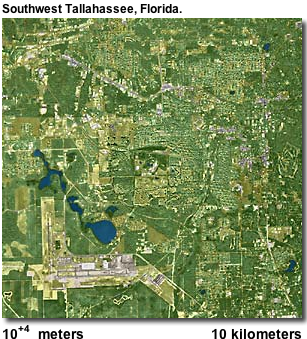 Southwest Tallahassee, Florida.
10+4 meters
10 kilometers